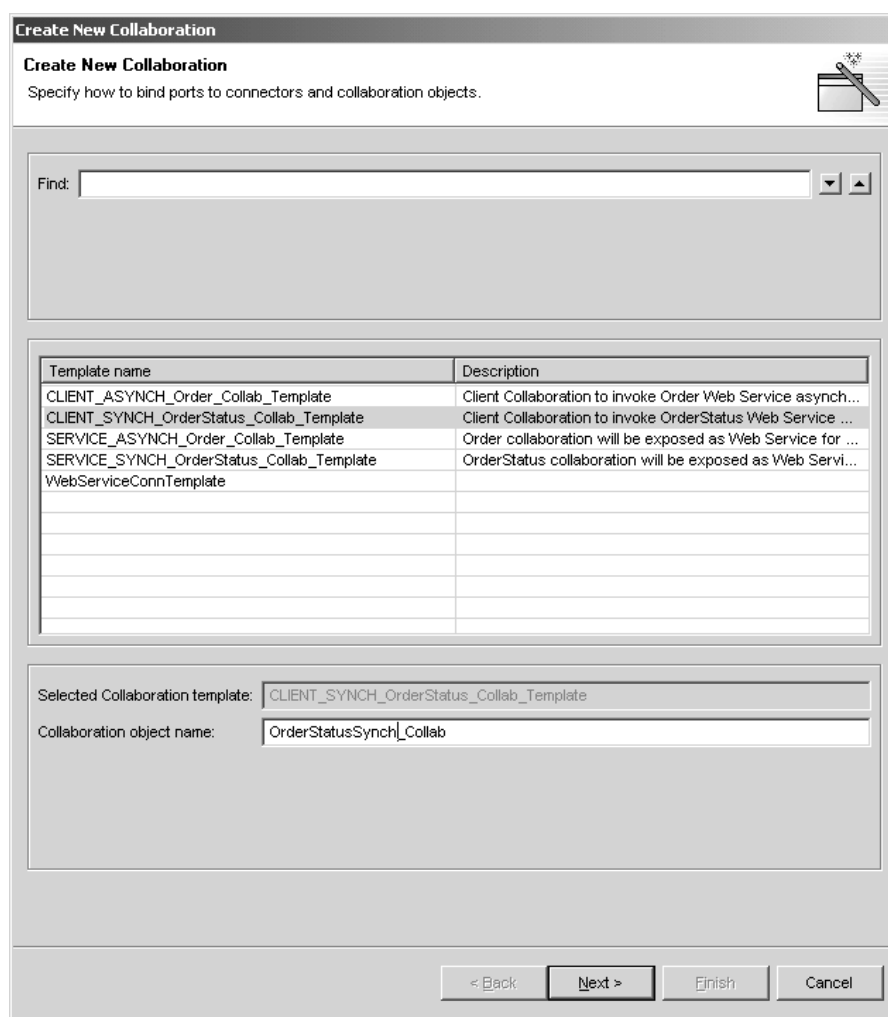 Create New Collaboration
Create New Collaboration
Specify how to bind ports to connectors and collaboration objects.
Find:
Template name Description
CLIENT_ASYNCH_Order_Collab_Template Client Collaboration to invoke Order Web Service asynch...
CLIENT_SYNCH_OrderStatus_Collab_Template Client Collaboration to invoke OrderStatus Web Service ...
SERVICE_ASYNCH_Order_Collab_Template Order collaboration will be exposed as Web Service for ...
SERVICE_SYNCH_OrderStatus_Collab_Template OrderStatus collaboration will be exposed as Web Servi...
WebServiceConnTemplate
Selected Collaboration template: CLIENT_SYNCH_OrderStatus_Collab_Template
Collaboration object name: OrderStatusSynch_Collab
< Back Next > Finish Cancel